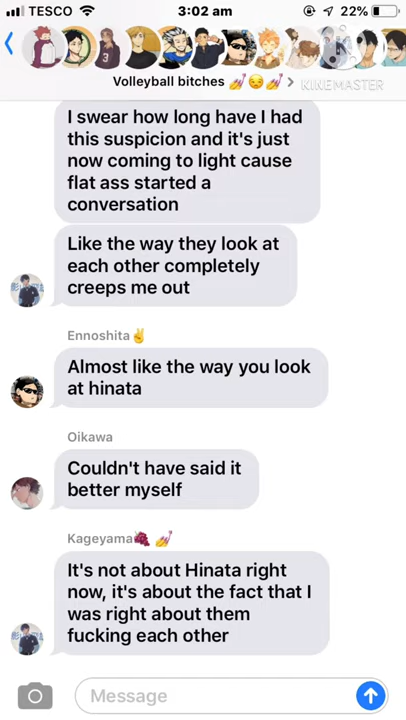 TESCO 3:02 am 22%
3
Volleyball bitches 💅😏💅 >
KINEMASTER
I swear how long have I had
this suspicion and it's just
now coming to light cause
flat ass started a
conversation
Like the way they look at
each other completely
creeps me out
Ennoshita✌️
Almost like the way you look
at hinata
Oikawa
Couldn't have said it
better myself
Kageyama🍇 💅
It's not about Hinata right
now, it's about the fact that I
was right about them
fucking each other
Message